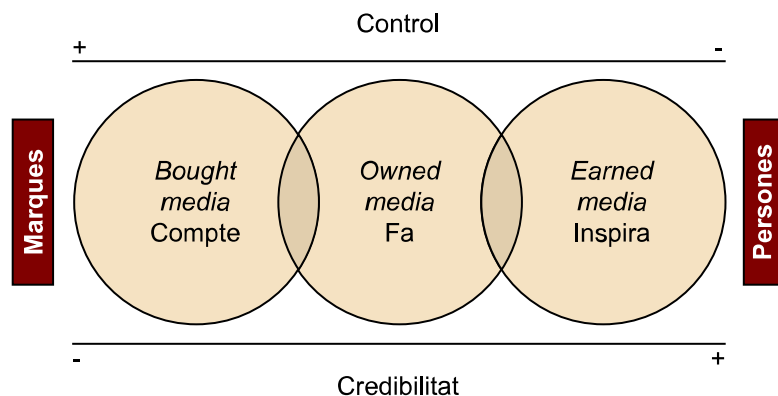 Control
+ -
Marques
Bought
media
Compte
Owned
media
Fa
Earned
media
Inspira
Persones
- +
Credibilitat